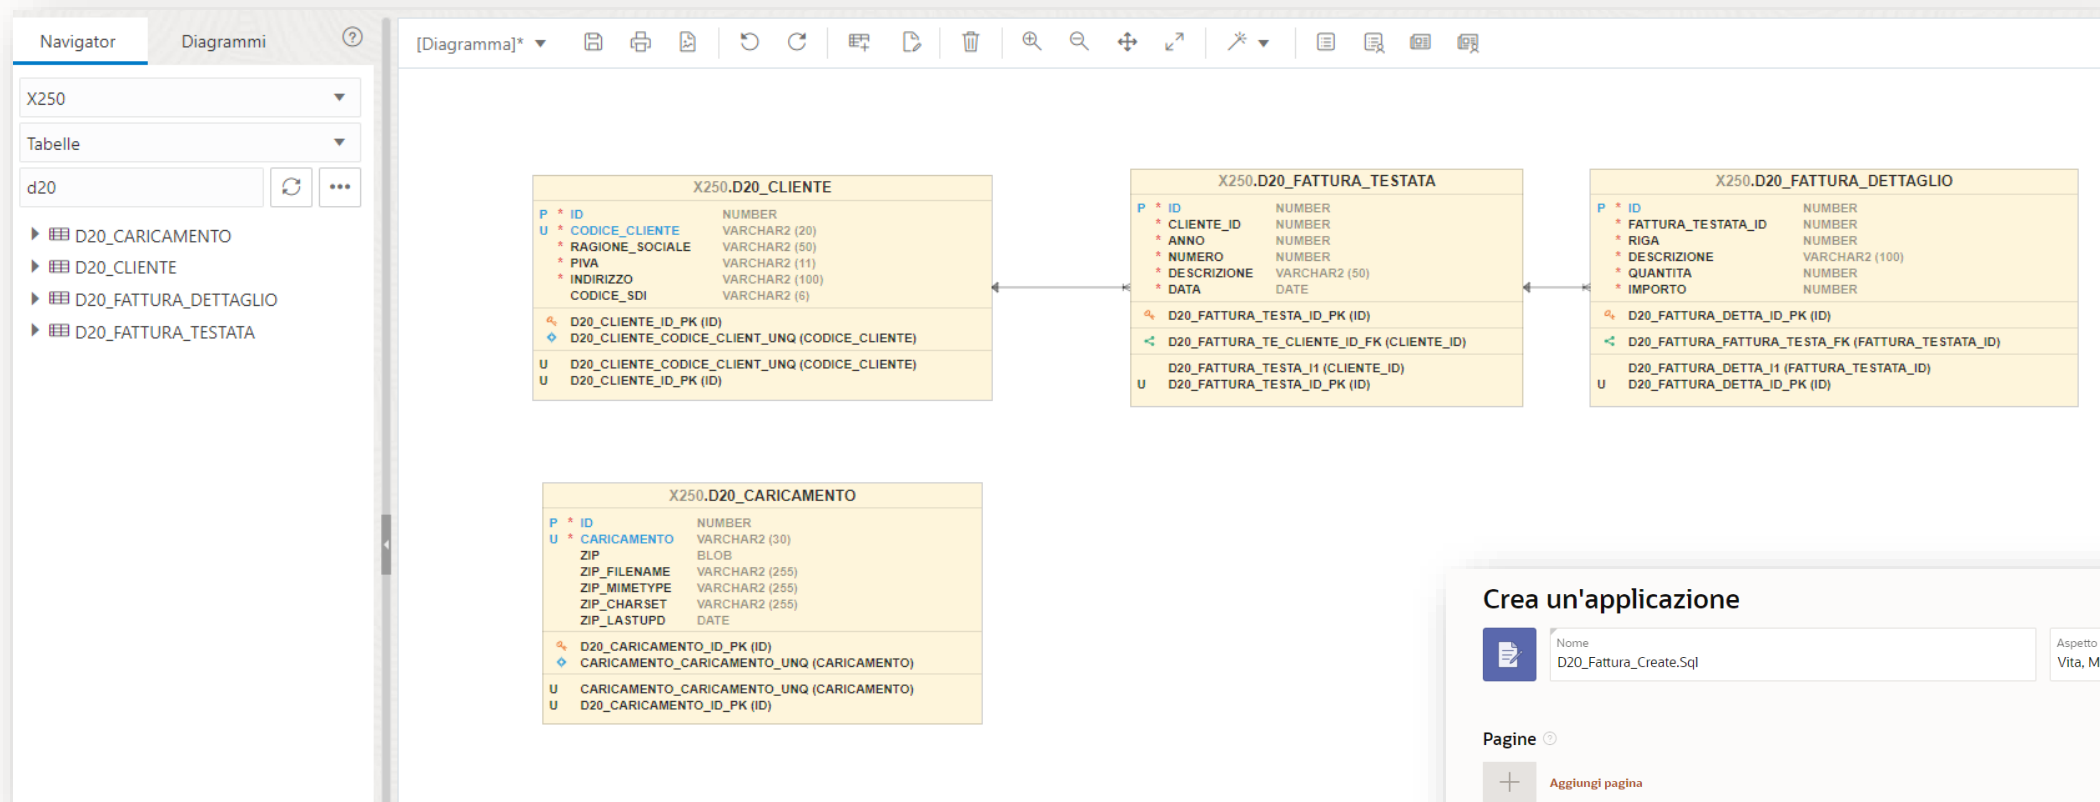 Navigator
Diagrammi
X250
Tabelle
d20
D20_CARICAMENTO
D20_CLIENTE
D20_FATTURA_DETTAGLIO
D20_FATTURA_TESTATA
[Diagramma]*
X250.D20_CLIENTE
P * ID NUMBER
U * CODICE_CLIENTE VARCHAR2 (20)
* RAGIONE_SOCIALE VARCHAR2 (50)
* PIVA VARCHAR2 (11)
* INDIRIZZO VARCHAR2 (100)
CODICE_SDI VARCHAR2 (6)
D20_CLIENTE_ID_PK (ID)
D20_CLIENTE_CODICE_CLIENT_UNQ (CODICE_CLIENTE)
U D20_CLIENTE_CODICE_CLIENT_UNQ (CODICE_CLIENTE)
U D20_CLIENTE_ID_PK (ID)
X250.D20_FATTURA_TESTATA
P * ID NUMBER
* CLIENTE_ID NUMBER
* ANNO NUMBER
* NUMERO NUMBER
* DESCRIZIONE VARCHAR2 (50)
* DATA DATE
D20_FATTURA_TESTA_ID_PK (ID)
D20_FATTURA_TE_CLIENTE_ID_FK (CLIENTE_ID)
D20_FATTURA_TESTA_I1 (CLIENTE_ID)
U D20_FATTURA_TESTA_ID_PK (ID)
X250.D20_FATTURA_DETTAGLIO
P * ID NUMBER
* FATTURA_TESTATA_ID NUMBER
* RIGA NUMBER
* DESCRIZIONE VARCHAR2 (100)
* QUANTITA NUMBER
* IMPORTO NUMBER
D20_FATTURA_DETTA_ID_PK (ID)
D20_FATTURA_FATTURA_TESTA_FK (FATTURA_TESTATA_ID)
D20_FATTURA_DETTA_I1 (FATTURA_TESTATA_ID)
U D20_FATTURA_DETTA_ID_PK (ID)
X250.D20_CARICAMENTO
P * ID NUMBER
U * CARICAMENTO VARCHAR2 (30)
ZIP BLOB
ZIP_FILENAME VARCHAR2 (255)
ZIP_MIMETYPE VARCHAR2 (255)
ZIP_CHARSET VARCHAR2 (255)
ZIP_LASTUPD DATE
D20_CARICAMENTO_ID_PK (ID)
CARICAMENTO_CARICAMENTO_UNQ (CARICAMENTO)
U CARICAMENTO_CARICAMENTO_UNQ (CARICAMENTO)
U D20_CARICAMENTO_ID_PK (ID)
Crea un'applicazione
Nome
D20_Fattura_Create.Sql
Aspetto
Vita, M
Pagine
Aggiungi pagina